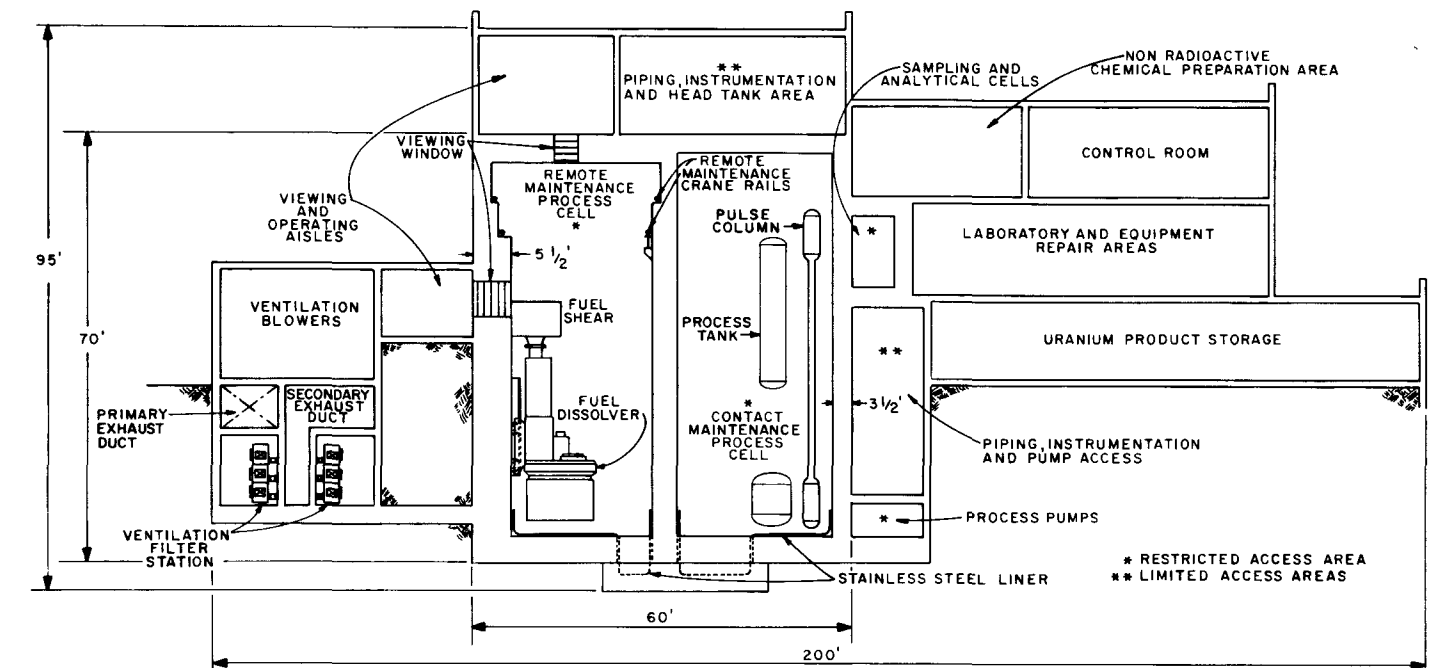 **
PIPING, INSTRUMENTATION
AND HEAD TANK AREA
SAMPLING AND
ANALYTICAL CELLS
NON RADIOACTIVE
CHEMICAL PREPARATION AREA
VIEWING
WINDOW
REMOTE
MAINTENANCE
PROCESS
CELL
*
REMOTE
MAINTENANCE
CRANE RAILS
CONTROL ROOM
VIEWING
AND
OPERATING
AISLES
PULSE
COLUMN
*
LABORATORY AND EQUIPMENT
REPAIR AREAS
95'
5 1/2'
VENTILATION
BLOWERS
FUEL
SHEAR
PROCESS
TANK
**
URANIUM PRODUCT STORAGE
70'
PRIMARY
EXHAUST
DUCT
SECONDARY
EXHAUST
DUCT
FUEL
DISSOLVER
*
CONTACT
MAINTENANCE
PROCESS
CELL
3 1/2'
PIPING, INSTRUMENTATION
AND PUMP ACCESS
VENTILATION
FILTER
STATION
*
PROCESS PUMPS
STAINLESS STEEL LINER
* RESTRICTED ACCESS AREA
** LIMITED ACCESS AREAS
60'
200'